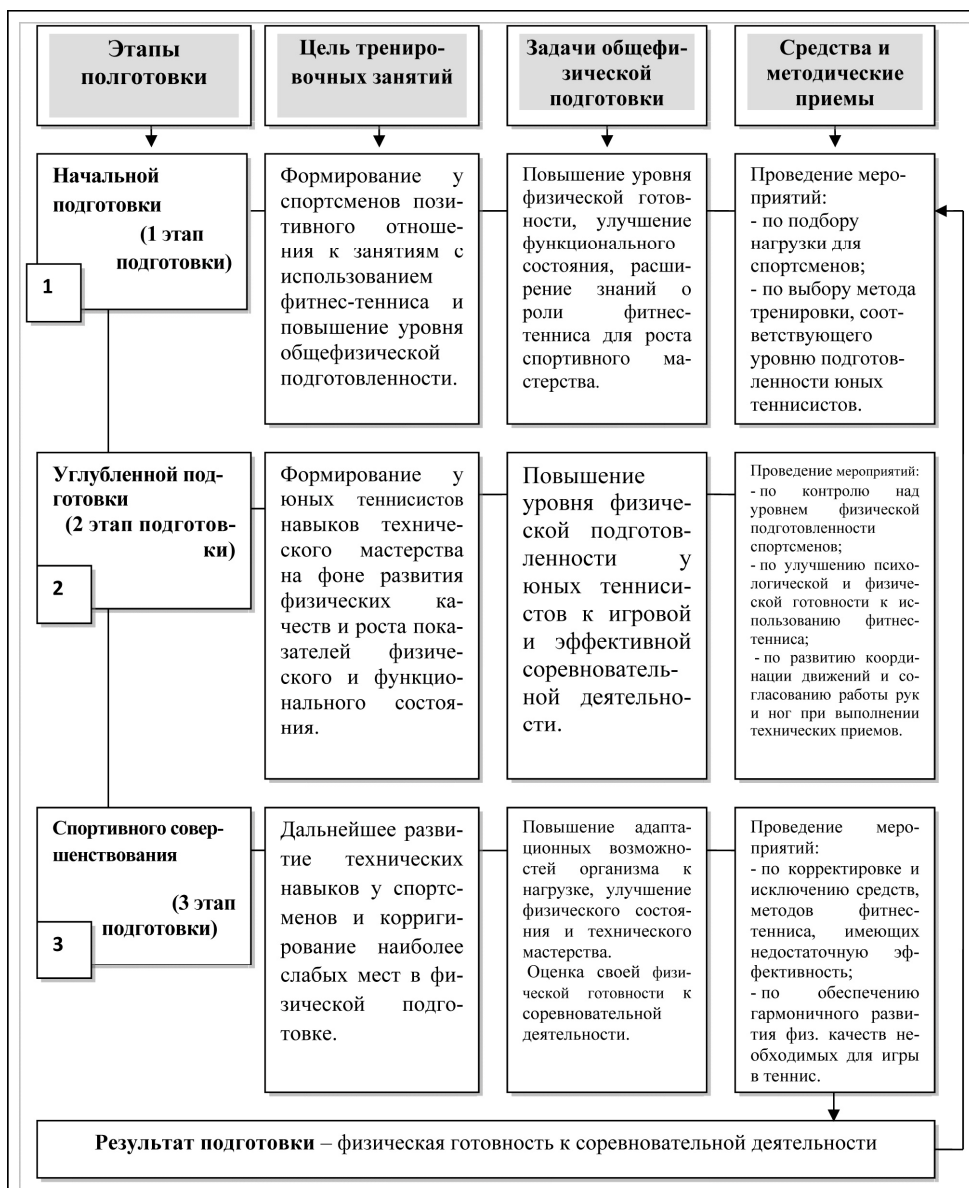 Этапы
полготовки
Цель трениро-
вочных занятий
Задачи общефи-
зической
подготовки
Средства и
методические
приемы
Начальной
подготовки
(1 этап
подготовки)
1
Формирование у
спортсменов пози-
тивного отноше-
ния к занятиям с
использованием
фитнес-тенниса и
повышение уровня
общефизической
подготовленности.
Повышение уровня
физической готов-
ности, улучшение
функционального
состояния, расши-
рение знаний о
роли фитнес-
тенниса для роста
спортивного ма-
стерства.
Проведение меро-
приятий:
- по подбору
нагрузки для
спортсменов;
- по выбору метода
тренировки, соот-
ветствующего
уровню подготов-
ленности юных
теннисистов.
Углубленной под-
готовки
(2 этап подготов-
ки)
2
Формирование у
юных теннисистов
навыков техниче-
ского мастерства
на фоне развития
физических ка-
честв и роста пока-
зателей физиче-
ского и функцио-
нального состоя-
ния.
Повышение
уровня физиче-
ской подготов-
ленности у
юных тенниси-
стов к игровой
и эффективной
соревнователь-
ной деятельно-
сти.
Проведение мероприятий:
- по контролю над
уровнем физической
подготовленности
спортсменов;
- по улучшению психо-
логической и физиче-
ской готовности к ис-
пользованию фитнес-
тенниса;
- по развитию коорди-
нации движений и со-
гласованию работы рук
и ног при выполнении
технических приемов.
Спортивного совер-
шенствования
(3 этап
подготовки)
3
Дальнейшее разви-
тие технических
навыков у спортс-
менов и корриги-
рование наиболее
слабых мест в фи-
зической подго-
товке.
Повышение адапта-
ционных возможно-
стей организма к
нагрузке, улучшение
физического состоя-
ния и технического
мастерства.
Оценка своей физи-
ческой готовности к
соревновательной
деятельности.
Проведение меро-
приятий:
- по корректировке и
исключению средств,
методов фитнес-
тенниса, имеющих
недостаточную эф-
фективность;
- по обеспечению
гармоничного разви-
тия физ. качеств не-
обходимых для игры
в теннис.
Результат подготовки – физическая готовность к соревновательной деятельности